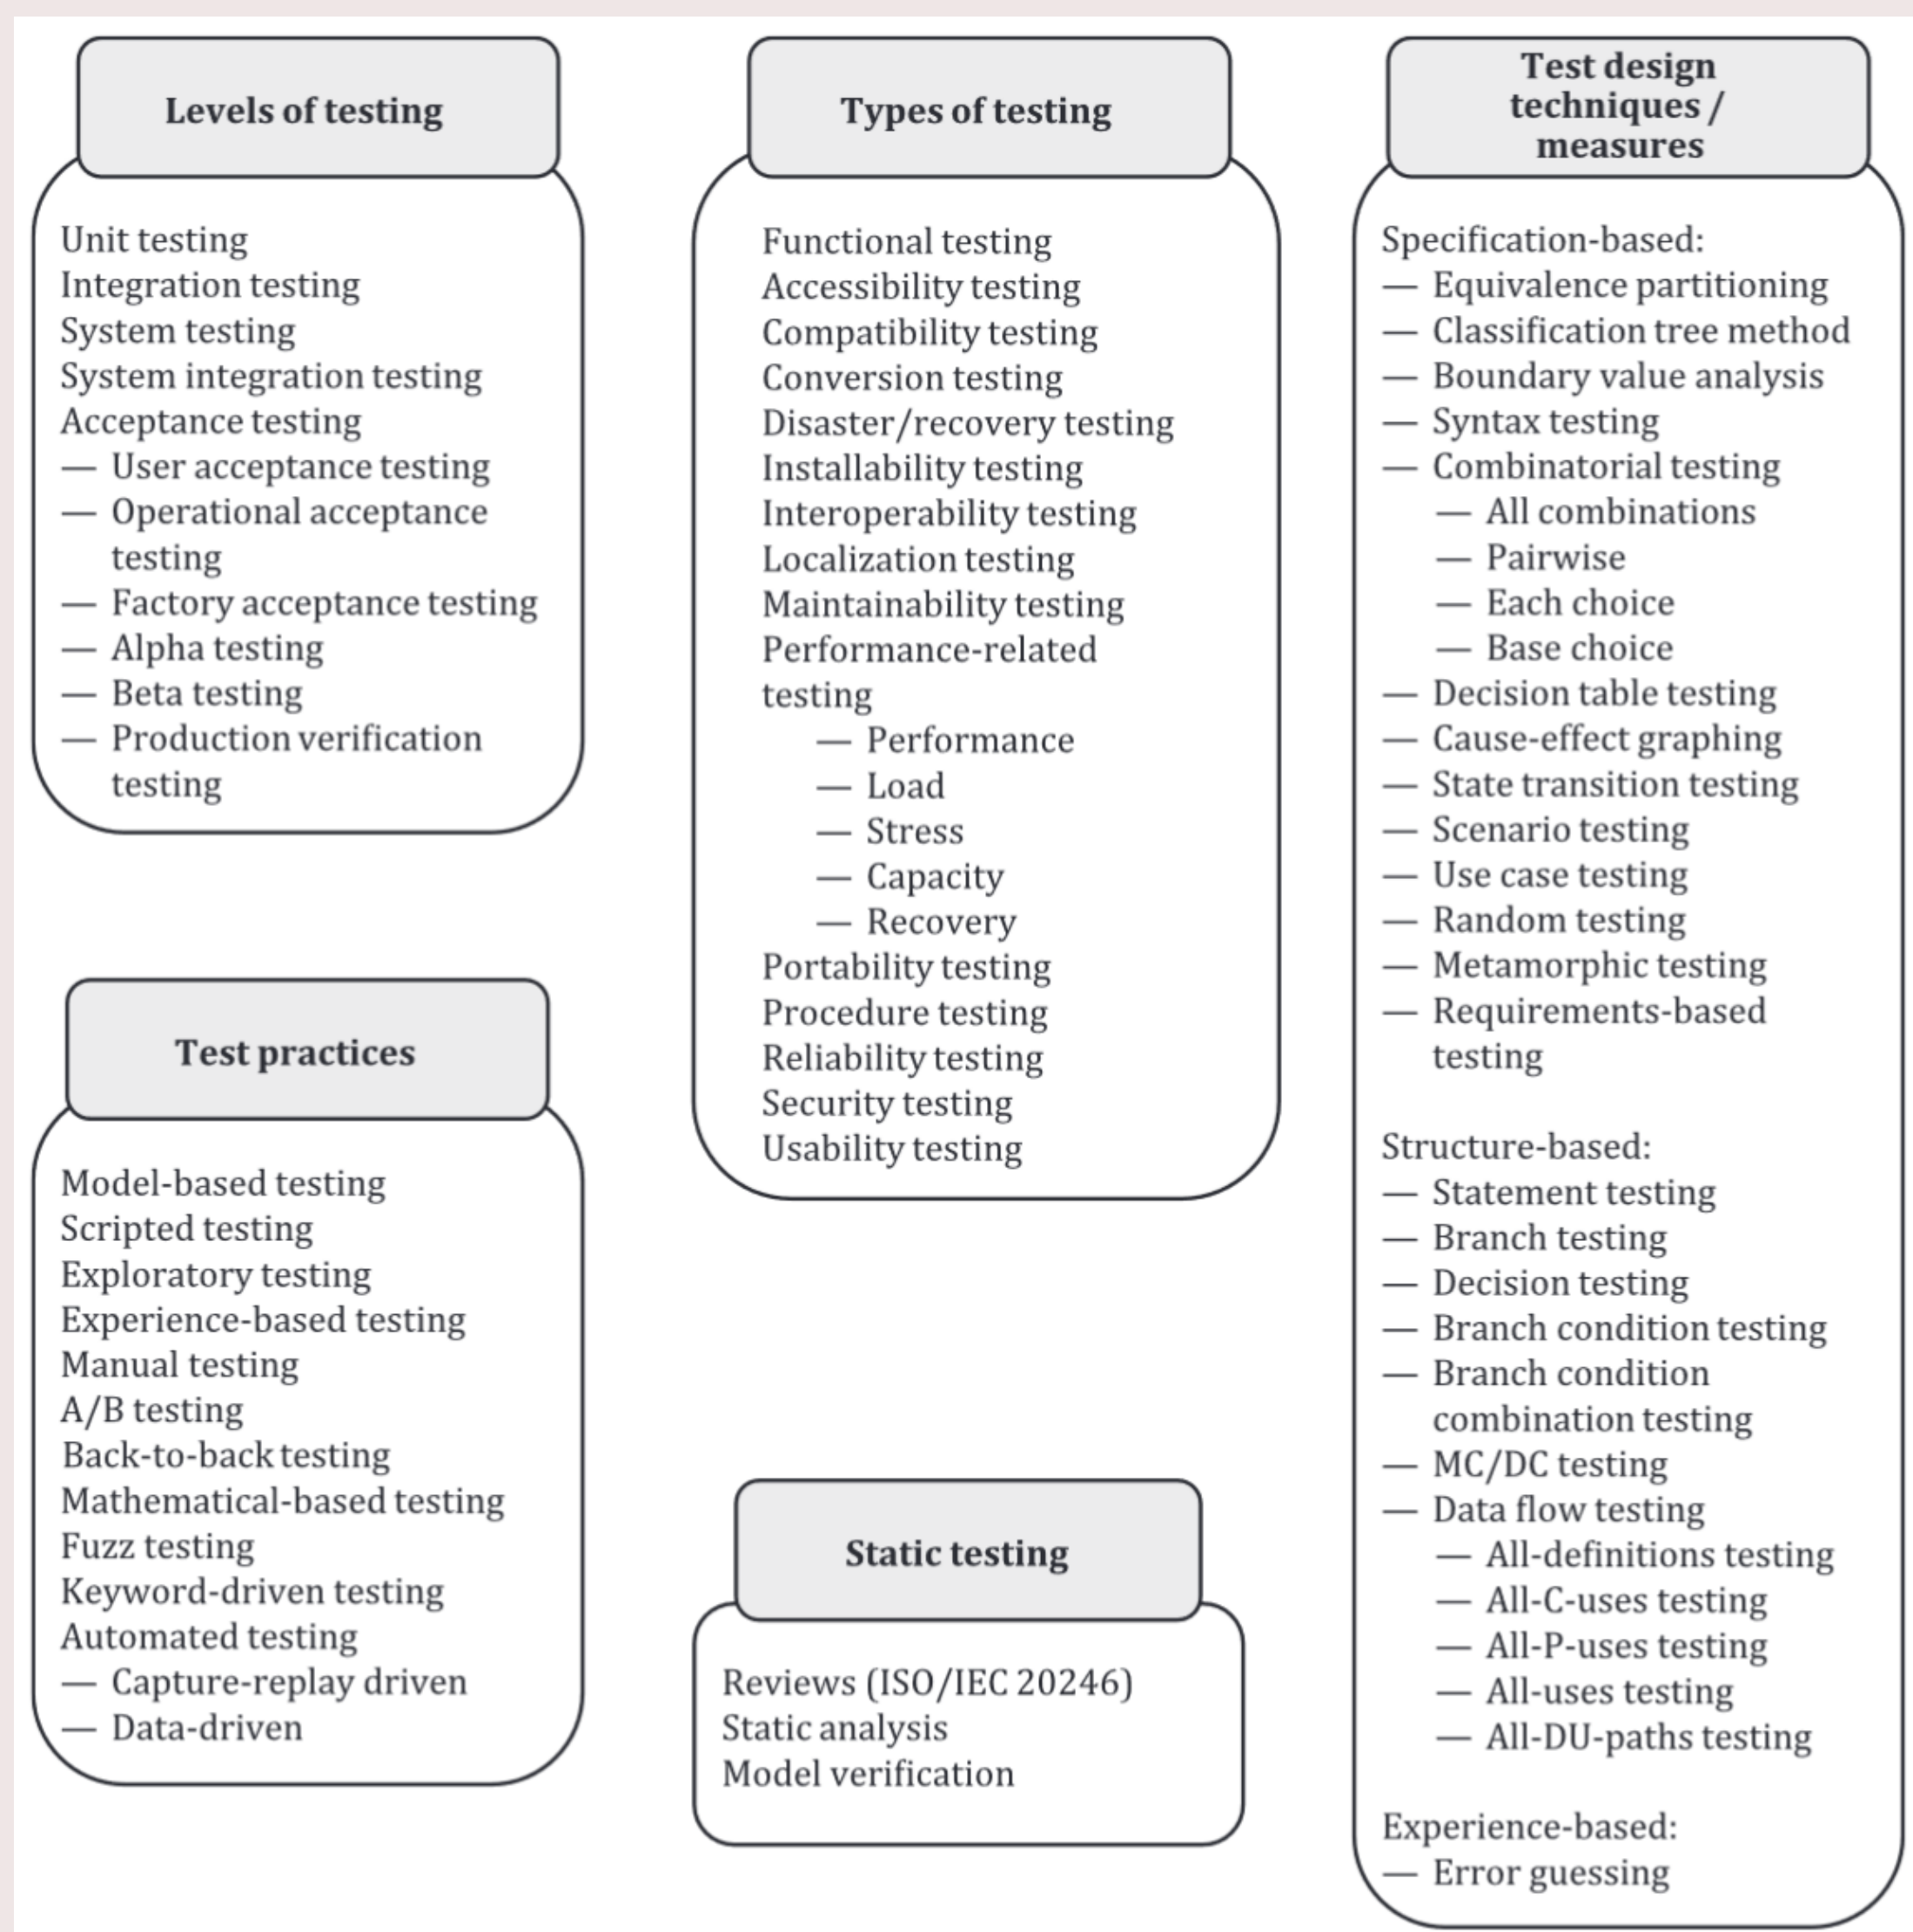 Levels of testing
Unit testing
Integration testing
System testing
System integration testing
Acceptance testing
— User acceptance testing
— Operational acceptance
testing
— Factory acceptance testing
— Alpha testing
— Beta testing
— Production verification
testing
Test practices
Model-based testing
Scripted testing
Exploratory testing
Experience-based testing
Manual testing
A/B testing
Back-to-back testing
Mathematical-based testing
Fuzz testing
Keyword-driven testing
Automated testing
— Capture-replay driven
— Data-driven
Types of testing
Functional testing
Accessibility testing
Compatibility testing
Conversion testing
Disaster/recovery testing
Installability testing
Interoperability testing
Localization testing
Maintainability testing
Performance-related
testing
— Performance
— Load
— Stress
— Capacity
— Recovery
Portability testing
Procedure testing
Reliability testing
Security testing
Usability testing
Static testing
Reviews (ISO/IEC 20246)
Static analysis
Model verification
Test design
techniques /
measures
Specification-based:
— Equivalence partitioning
— Classification tree method
— Boundary value analysis
— Syntax testing
— Combinatorial testing
— All combinations
— Pairwise
— Each choice
— Base choice
— Decision table testing
— Cause-effect graphing
— State transition testing
— Scenario testing
— Use case testing
— Random testing
— Metamorphic testing
— Requirements-based
testing
Structure-based:
— Statement testing
— Branch testing
— Decision testing
— Branch condition testing
— Branch condition
combination testing
— MC/DC testing
— Data flow testing
— All-definitions testing
— All-C-uses testing
— All-P-uses testing
— All-uses testing
— All-DU-paths testing
Experience-based:
— Error guessing